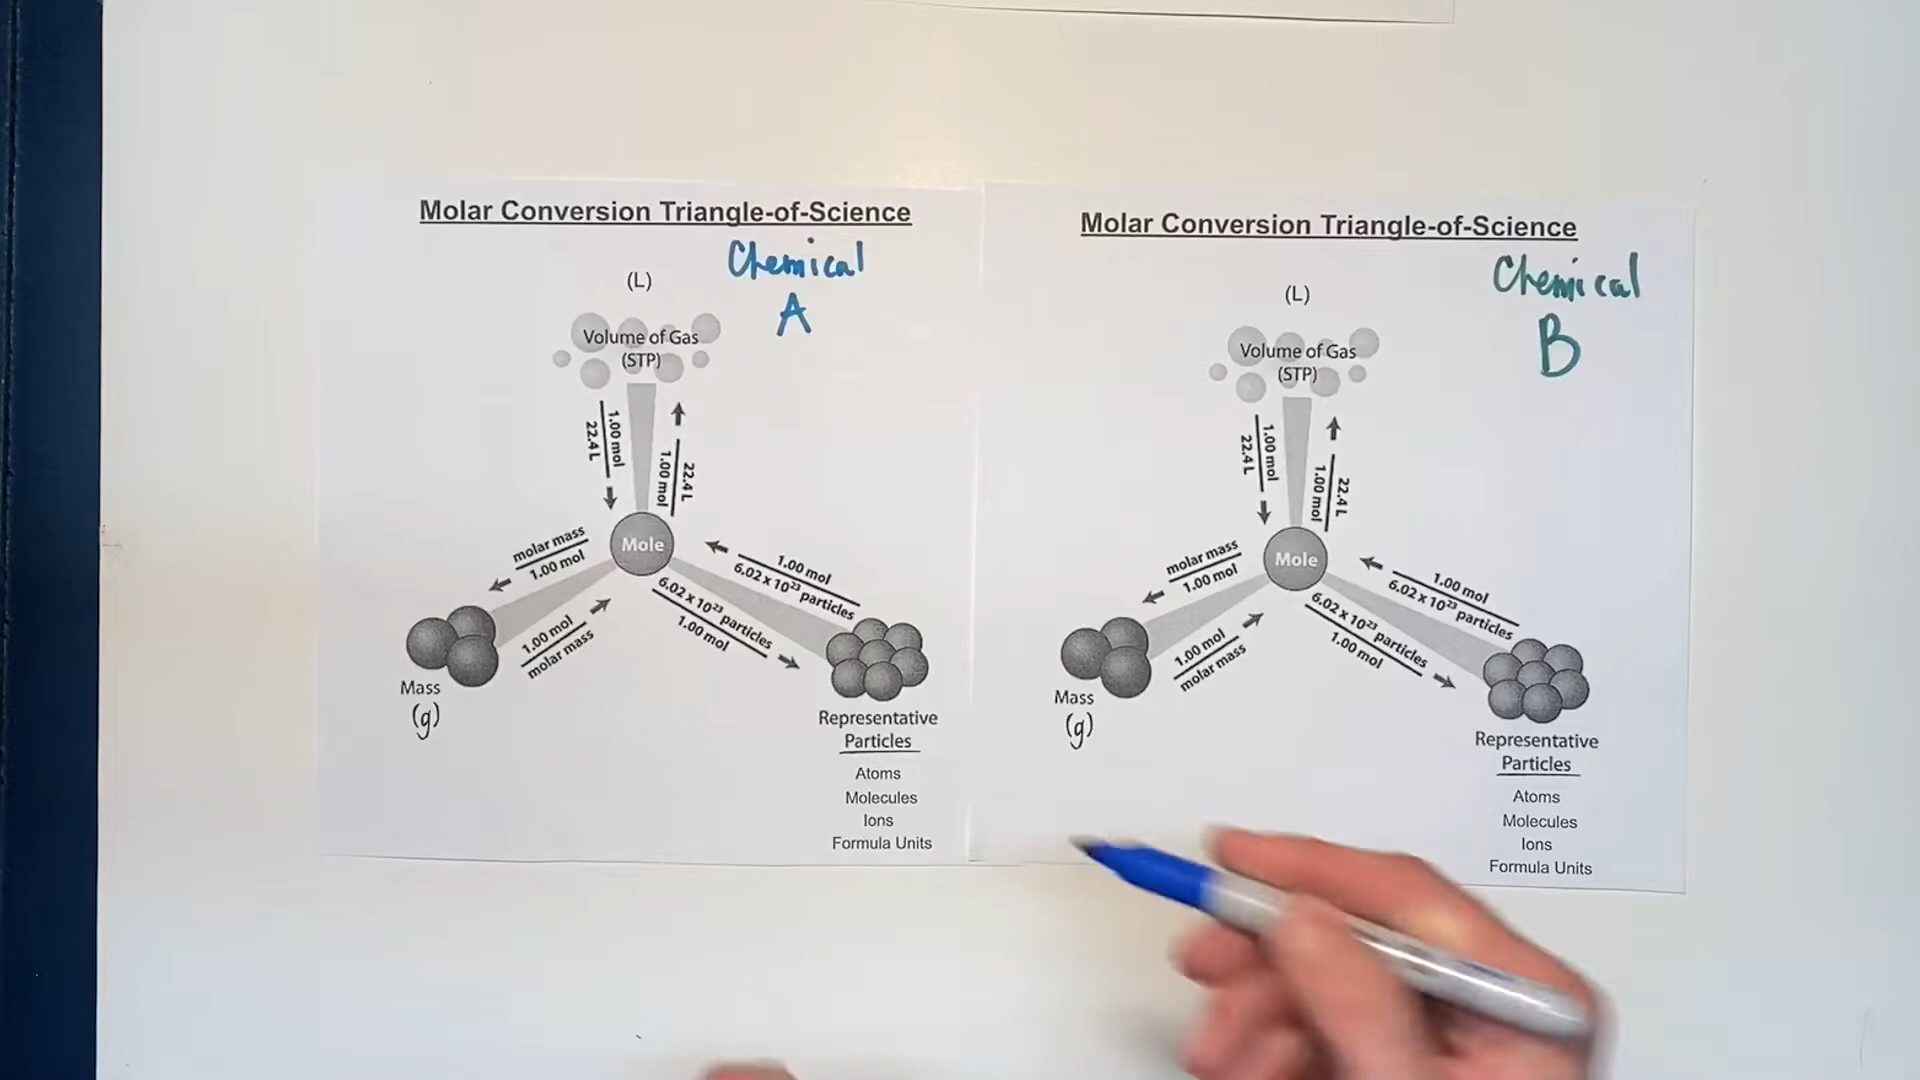 Molar Conversion Triangle-of-Science
Chemical
A
(L)
Volume of Gas
(STP)
1.00 mol
22.4 L
22.4 L
1.00 mol
Mole
molar mass
1.00 mol
1.00 mol
molar mass
1.00 mol
6.02 x 10²³ particles
6.02 x 10²³ particles
1.00 mol
Mass
(g)
Representative
Particles
Atoms
Molecules
Ions
Formula Units
Molar Conversion Triangle-of-Science
Chemical
B
(L)
Volume of Gas
(STP)
1.00 mol
22.4 L
22.4 L
1.00 mol
Mole
molar mass
1.00 mol
1.00 mol
molar mass
1.00 mol
6.02 x 10²³ particles
6.02 x 10²³ particles
1.00 mol
Mass
(g)
Representative
Particles
Atoms
Molecules
Ions
Formula Units